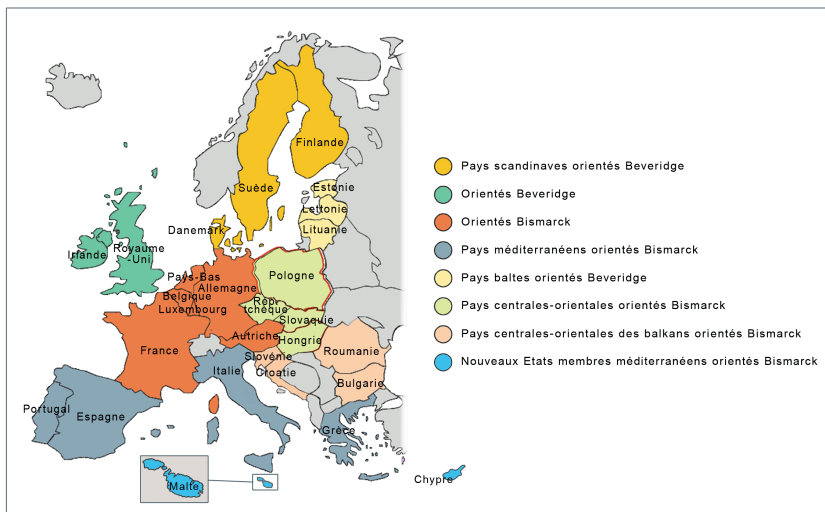 Finlande
Suède
Estonie
Lettonie
Lituanie
Danemark
Irlande
Royaume
-Uni
Pays-Bas
Allemagne
Pologne
Belgique
Luxembourg
Rép
tchèque
Slovaquie
Autriche
Hongrie
France
Slovénie
Croatie
Roumanie
Bulgarie
Italie
Portugal
Espagne
Grèce
Malte
Chypre
Pays scandinaves orientés Beveridge
Orientés Beveridge
Orientés Bismarck
Pays méditerranéens orientés Bismarck
Pays baltes orientés Beveridge
Pays centrales-orientales orientés Bismarck
Pays centrales-orientales des balkans orientés Bismarck
Nouveaux Etats membres méditerranéens orientés Bismarck